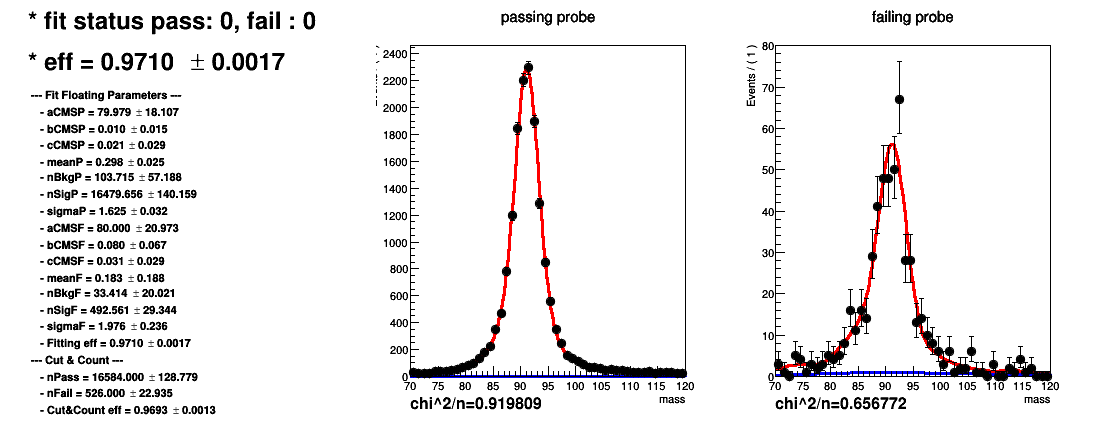 * fit status pass: 0, fail : 0
* eff = 0.9710 ± 0.0017
--- Fit Floating Parameters ---
- aCMSP = 79.979 ± 18.107
- bCMSP = 0.010 ± 0.015
- cCMSP = 0.021 ± 0.029
- meanP = 0.298 ± 0.025
- nBkgP = 103.715 ± 57.188
- nSigP = 16479.656 ± 140.159
- sigmaP = 1.625 ± 0.032
- aCMSF = 80.000 ± 20.973
- bCMSF = 0.080 ± 0.067
- cCMSF = 0.031 ± 0.029
- meanF = 0.183 ± 0.188
- nBkgF = 33.414 ± 20.021
- nSigF = 492.561 ± 29.344
- sigmaF = 1.976 ± 0.236
- Fitting eff = 0.9710 ± 0.0017
--- Cut & Count ---
- nPass = 16584.000 ± 128.779
- nFail = 526.000 ± 22.935
- Cut&Count eff = 0.9693 ± 0.0013
passing probe
2400
2200
2000
1800
1600
1400
1200
1000
800
600
400
200
0
70 75 80 85 90 95 100 105 110 115 120
mass
chi^2/n=0.919809
failing probe
Events / ( 1 )
80
70
60
50
40
30
20
10
0
70 75 80 85 90 95 100 105 110 115 120
mass
chi^2/n=0.656772